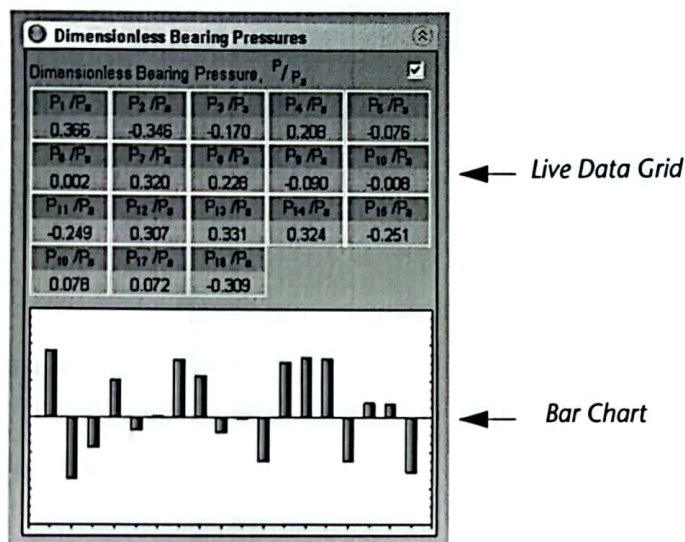 Dimensionless Bearing Pressures
Dimensionless Bearing Pressure, P/Pa
P1/Pa P2/Pa P3/Pa P4/Pa P5/Pa
0.366 -0.346 -0.170 0.208 -0.076
P6/Pa P7/Pa P8/Pa P9/Pa P10/Pa
0.002 0.320 0.228 -0.090 -0.008
Live Data Grid
P11/Pa P12/Pa P13/Pa P14/Pa P15/Pa
-0.249 0.307 0.331 0.324 -0.251
P16/Pa P17/Pa P18/Pa
0.078 0.072 -0.309
Bar Chart